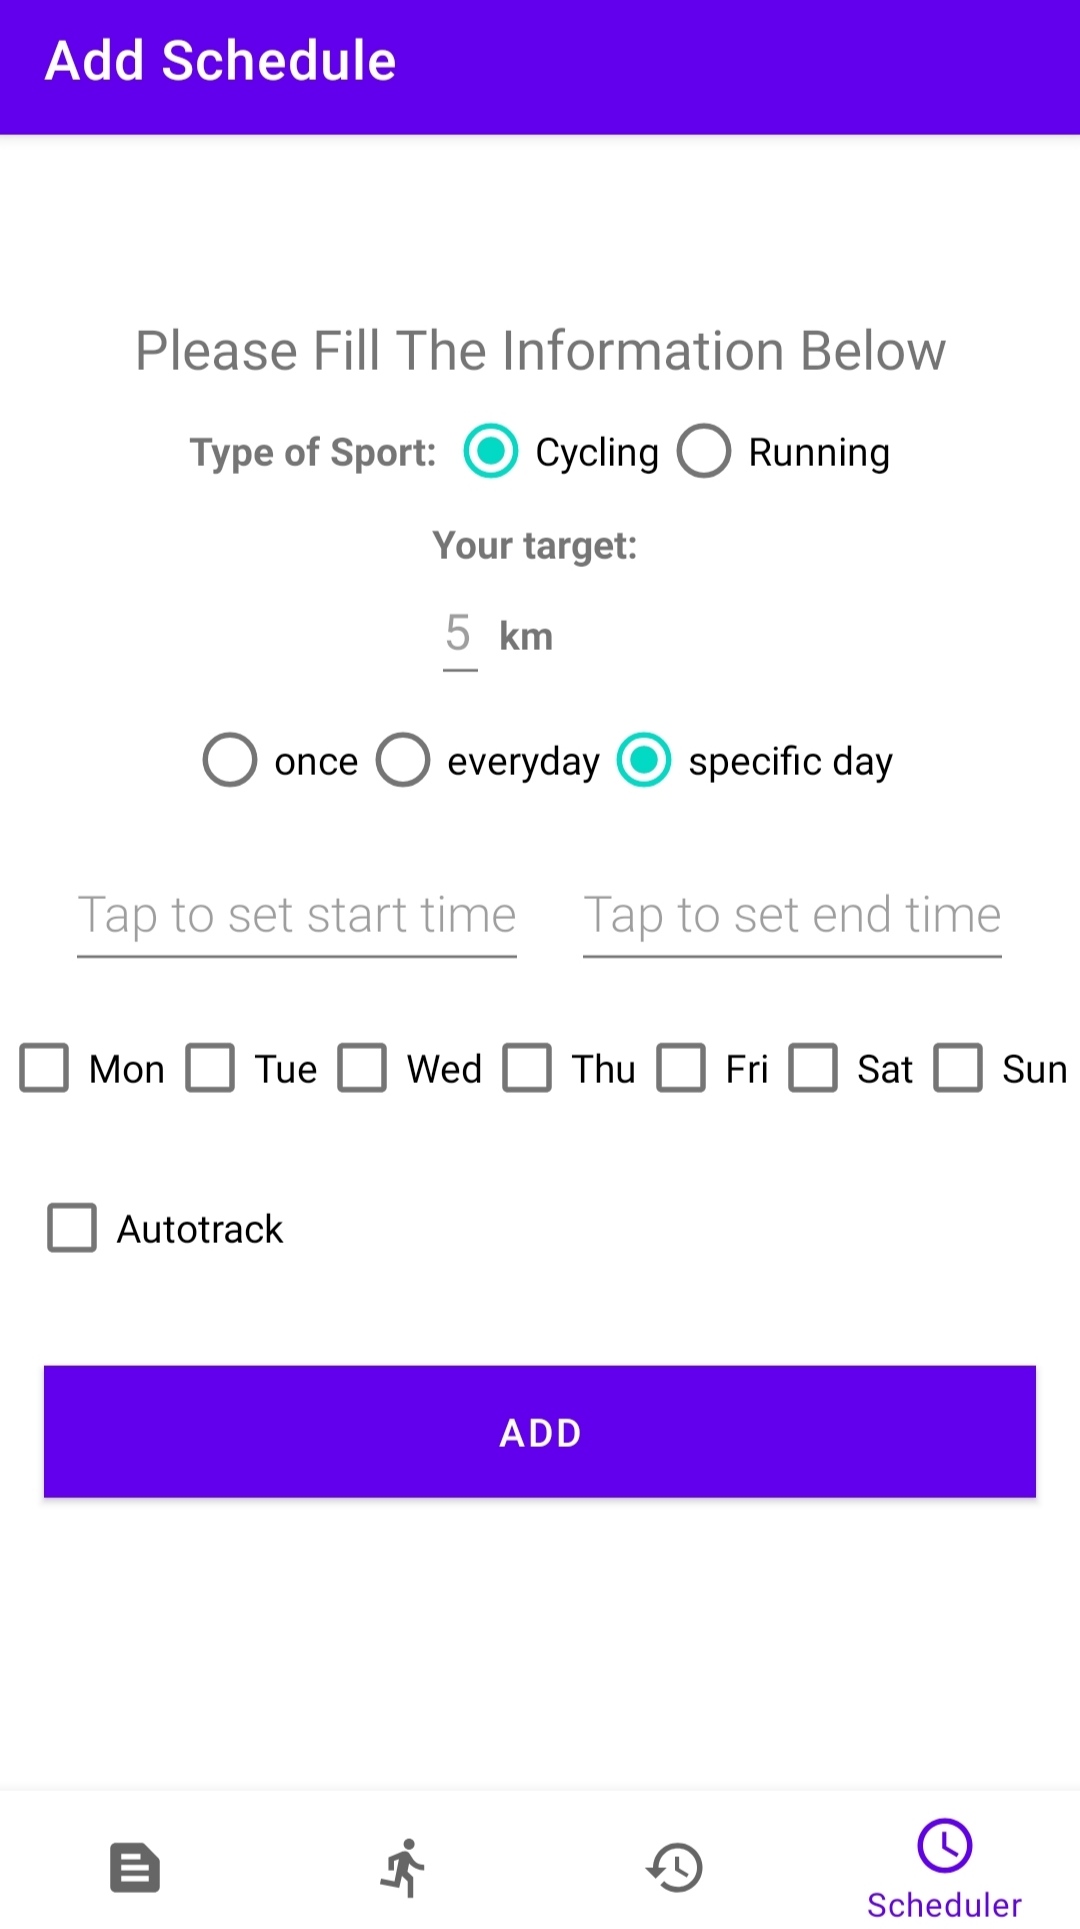 Add Schedule
Please Fill The Information Below
Type of Sport: Cycling Running
Your target:
5 km
once everyday specific day
Tap to set start time Tap to set end time
Mon Tue Wed Thu Fri Sat Sun
Autotrack
ADD
Scheduler